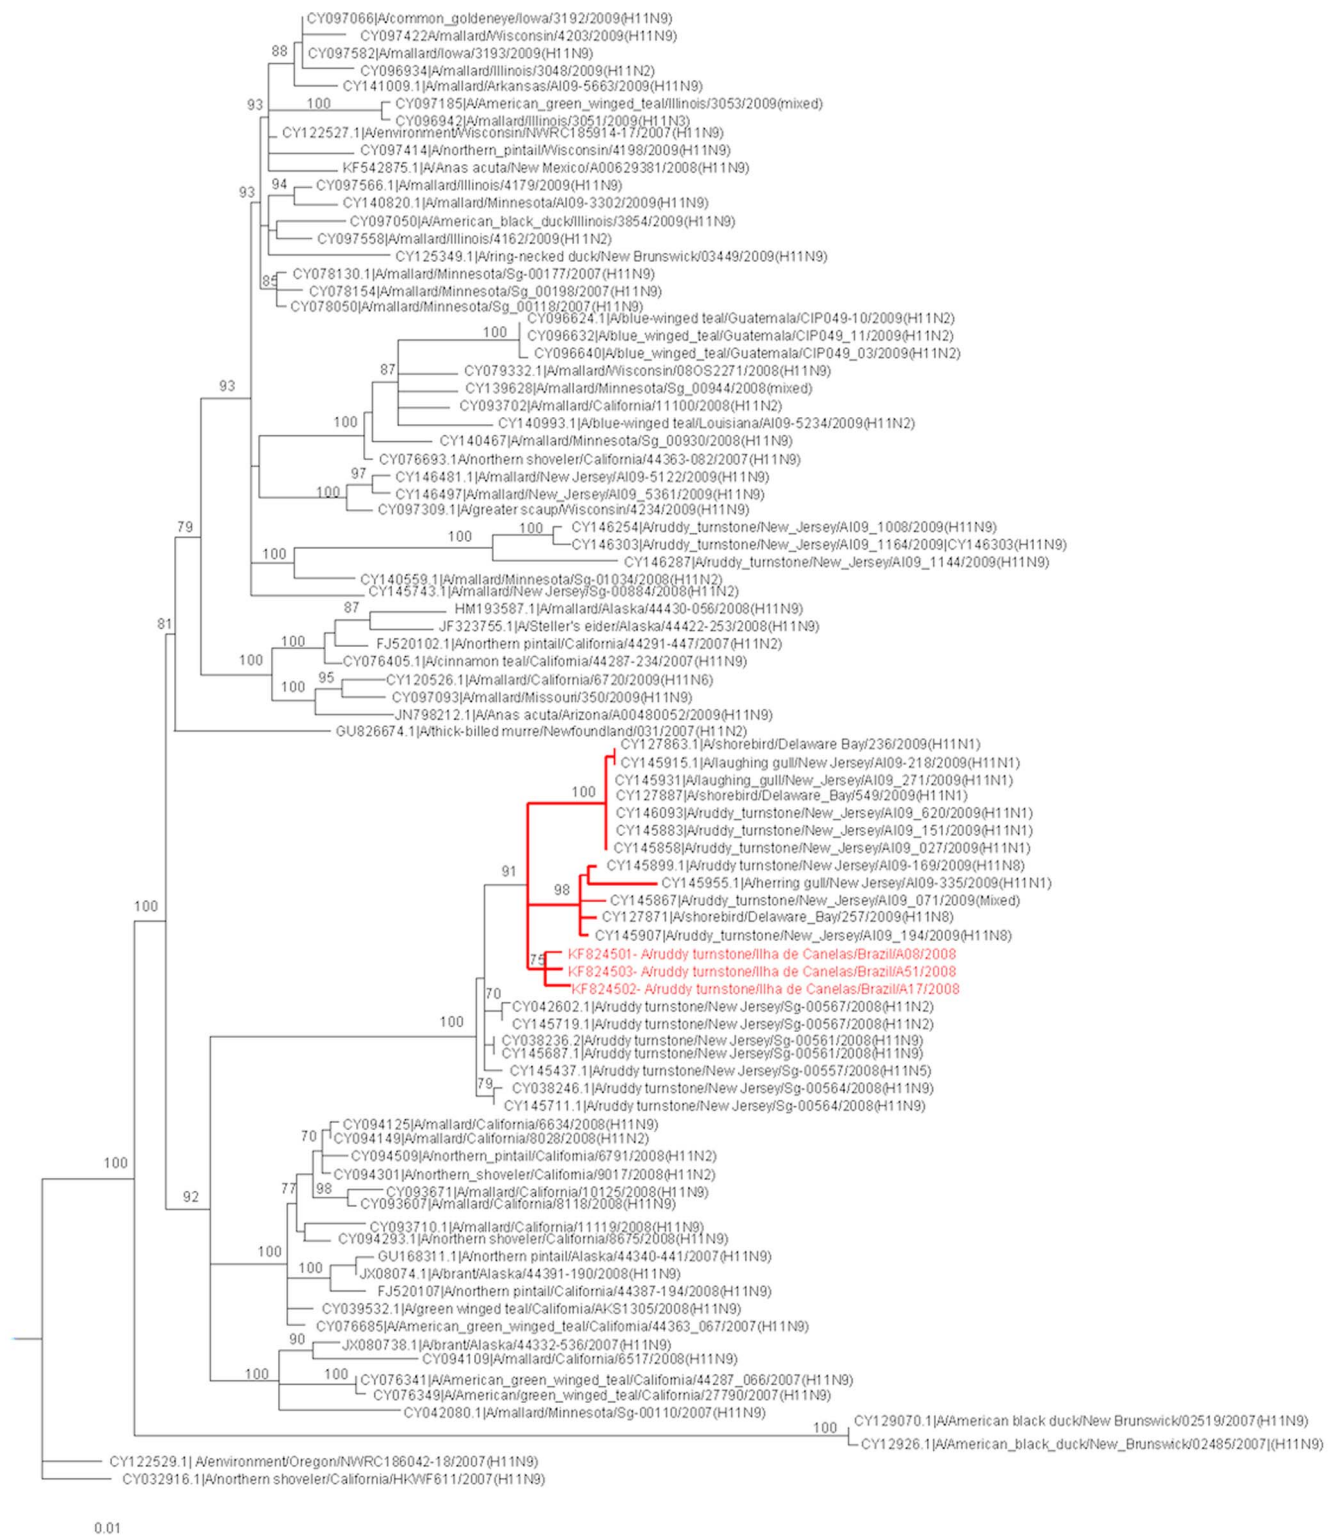 CY097066|A/common_goldeneye/Iowa/3192/2009(H11N9)
CY097422A/mallard/Wisconsin/4203/2009(H11N9)
88
CY097582|A/mallard/Iowa/3193/2009(H11N9)
CY096934|A/mallard/Illinois/3048/2009(H11N2)
CY141009.1|A/mallard/Arkansas/AI09-5663/2009(H11N9)
93
100
CY097185|A/American_green_winged_teal/Illinois/3053/2009(mixed)
CY096942|A/mallard/Illinois/3051/2009(H11N3)
CY122527.1|A/environment/Wisconsin/NWRC185914-17/2007(H11N9)
CY097414|A/northern_pintail/Wisconsin/4198/2009(H11N9)
KF542875.1|A/Anas acuta/New Mexico/A00629381/2008(H11N9)
93
94
CY097566.1|A/mallard/Illinois/4179/2009(H11N9)
CY140820.1|A/mallard/Minnesota/AI09-3302/2009(H11N9)
CY097050|A/American_black_duck/Illinois/3854/2009(H11N9)
CY097558|A/mallard/Illinois/4162/2009(H11N2)
CY125349.1|A/ring-necked duck/New Brunswick/03449/2009(H11N9)
CY078130.1|A/mallard/Minnesota/Sg-00177/2007(H11N9)
85
CY078154|A/mallard/Minnesota/Sg_00198/2007(H11N9)
CY078050|A/mallard/Minnesota/Sg_00118/2007(H11N9)
CY096624.1|A/blue-winged teal/Guatemala/CIP049-10/2009(H11N2)
100
CY096632|A/blue_winged_teal/Guatemala/CIP049_11/2009(H11N2)
CY096640|A/blue_winged_teal/Guatemala/CIP049_03/2009(H11N2)
87
CY079332.1|A/mallard/Wisconsin/08OS2271/2008(H11N9)
93
CY139628|A/mallard/Minnesota/Sg_00944/2008(mixed)
CY093702|A/mallard/California/11100/2008(H11N2)
100
CY140993.1|A/blue-winged teal/Louisiana/AI09-5234/2009(H11N2)
CY140467|A/mallard/Minnesota/Sg_00930/2008(H11N9)
CY076693.1A/northern shoveler/California/44363-082/2007(H11N9)
97
CY146481.1|A/mallard/New Jersey/AI09-5122/2009(H11N9)
100
CY146497|A/mallard/New_Jersey/AI09_5361/2009(H11N9)
CY097309.1|A/greater scaup/Wisconsin/4234/2009(H11N9)
79
100
CY146254|A/ruddy_turnstone/New_Jersey/AI09_1008/2009(H11N9)
100
CY146303|A/ruddy_turnstone/New_Jersey/AI09_1164/2009|CY146303(H11N9)
100
CY146287|A/ruddy_turnstone/New_Jersey/AI09_1144/2009(H11N9)
CY140559.1|A/mallard/Minnesota/Sg-01034/2008(H11N2)
CY145743.1|A/mallard/New Jersey/Sg-00884/2008(H11N2)
87
HM193587.1|A/mallard/Alaska/44430-056/2008(H11N9)
81
JF323755.1|A/Steller's eider/Alaska/44422-253/2008(H11N9)
100
FJ520102.1|A/northern pintail/California/44291-447/2007(H11N2)
100
CY076405.1|A/cinnamon teal/California/44287-234/2007(H11N9)
95
CY120526.1|A/mallard/California/6720/2009(H11N6)
100
CY097093|A/mallard/Missouri/350/2009(H11N9)
JN798212.1|A/Anas acuta/Arizona/A00480052/2009(H11N9)
GU826674.1|A/thick-billed murre/Newfoundland/031/2007(H11N2)
CY127863.1|A/shorebird/Delaware Bay/236/2009(H11N1)
CY145915.1|A/laughing gull/New Jersey/AI09-218/2009(H11N1)
CY145931|A/laughing_gull/New_Jersey/AI09_271/2009(H11N1)
100
CY127887|A/shorebird/Delaware_Bay/549/2009(H11N1)
CY146093|A/ruddy_turnstone/New_Jersey/AI09_620/2009(H11N1)
CY145883|A/ruddy_turnstone/New_Jersey/AI09_151/2009(H11N1)
CY145858|A/ruddy_turnstone/New_Jersey/AI09_027/2009(H11N1)
91
CY145899.1|A/ruddy turnstone/New Jersey/AI09-169/2009(H11N8)
98
CY145955.1|A/herring gull/New Jersey/AI09-335/2009(H11N1)
100
CY145867|A/ruddy_turnstone/New_Jersey/AI09_071/2009(Mixed)
CY127871|A/shorebird/Delaware_Bay/257/2009(H11N8)
CY145907|A/ruddy_turnstone/New_Jersey/AI09_194/2009(H11N8)
75
KF824501- A/ruddy turnstone/Ilha de Canelas/Brazil/A08/2008
KF824503- A/ruddy turnstone/Ilha de Canelas/Brazil/A51/2008
KF824502- A/ruddy turnstone/Ilha de Canelas/Brazil/A17/2008
70
CY042602.1|A/ruddy turnstone/New Jersey/Sg-00567/2008(H11N2)
100
CY145719.1|A/ruddy turnstone/New Jersey/Sg-00567/2008(H11N2)
CY038236.2|A/ruddy turnstone/New Jersey/Sg-00561/2008(H11N9)
CY145687.1|A/ruddy turnstone/New Jersey/Sg-00561/2008(H11N9)
CY145437.1|A/ruddy turnstone/New Jersey/Sg-00557/2008(H11N5)
79
CY038246.1|A/ruddy turnstone/New Jersey/Sg-00564/2008(H11N9)
CY145711.1|A/ruddy turnstone/New Jersey/Sg-00564/2008(H11N9)
CY094125|A/mallard/California/6634/2008(H11N9)
70
CY094149|A/mallard/California/8028/2008(H11N2)
CY094509|A/northern_pintail/California/6791/2008(H11N2)
100
CY094301|A/northern_shoveler/California/9017/2008(H11N2)
92
77
98
CY093671|A/mallard/California/10125/2008(H11N9)
CY093607|A/mallard/California/8118/2008(H11N9)
CY093710.1|A/mallard/California/11119/2008(H11N9)
CY094293.1|A/northern shoveler/California/8675/2008(H11N9)
100
GU168311.1|A/northern pintail/Alaska/44340-441/2007(H11N9)
100
JX08074.1|A/brant/Alaska/44391-190/2008(H11N9)
FJ520107|A/northern pintail/California/44387-194/2008(H11N9)
CY039532.1|A/green winged teal/California/AKS1305/2008(H11N9)
CY076685|A/American_green_winged_teal/California/44363_067/2007(H11N9)
90
JX080738.1|A/brant/Alaska/44332-536/2007(H11N9)
CY094109|A/mallard/California/6517/2008(H11N9)
100
100
CY076341|A/American_green_winged_teal/California/44287_066/2007(H11N9)
CY076349|A/American/green_winged_teal/California/27790/2007(H11N9)
CY042080.1|A/mallard/Minnesota/Sg-00110/2007(H11N9)
100
CY129070.1|A/American black duck/New Brunswick/02519/2007(H11N9)
CY12926.1|A/American_black_duck/New_Brunswick/02485/2007|(H11N9)
CY122529.1| A/environment/Oregon/NWRC186042-18/2007(H11N9)
CY032916.1|A/northern shoveler/California/HKWF611/2007(H11N9)
0.01